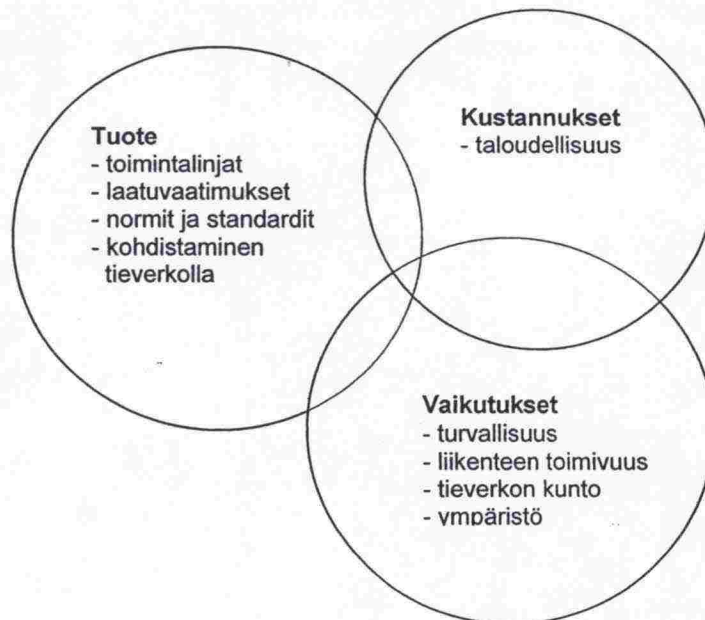 Tuote
- toimintalinjat
- laatuvaatimukset
- normit ja standardit
- kohdistaminen
tieverkolla
Kustannukset
- taloudellisuus
Vaikutukset
- turvallisuus
- liikenteen toimivuus
- tieverkon kunto
- ympäristö